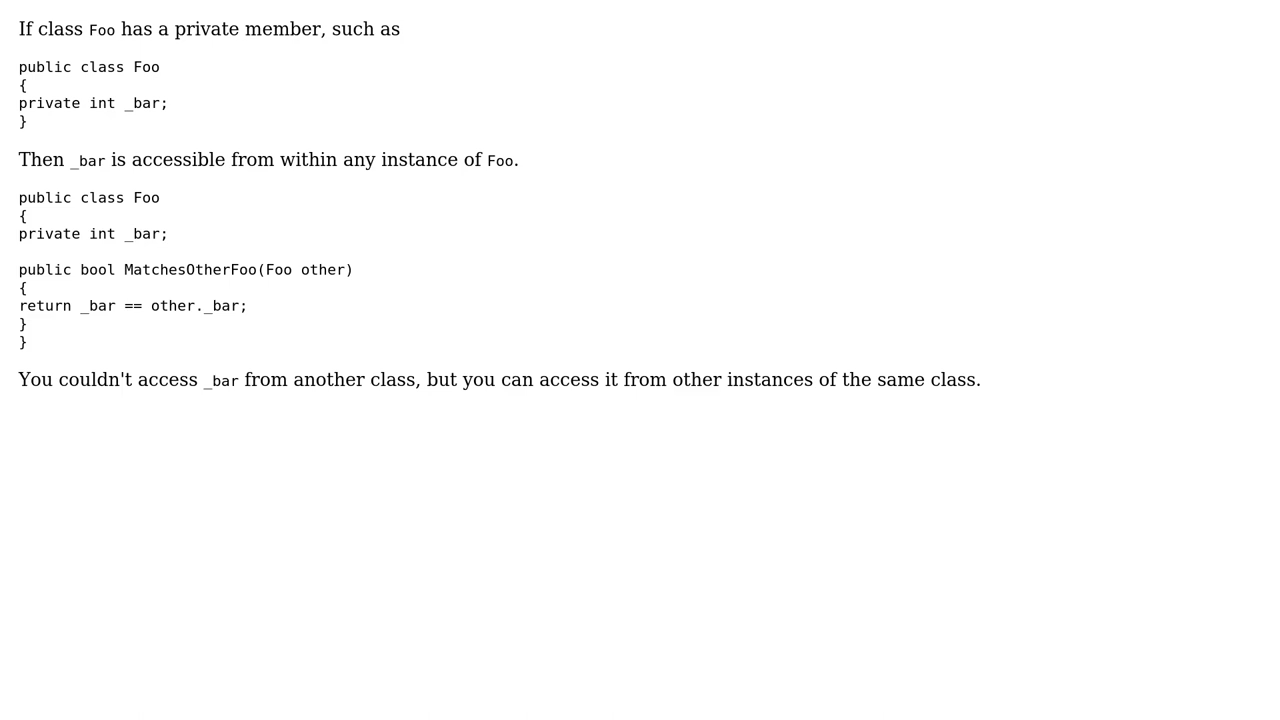 If class Foo has a private member, such as
public class Foo
{
private int _bar;
}
Then _bar is accessible from within any instance of Foo.
public class Foo
{
private int _bar;
public bool MatchesOtherFoo(Foo other)
{
return _bar == other._bar;
}
}
You couldn't access _bar from another class, but you can access it from other instances of the same class.